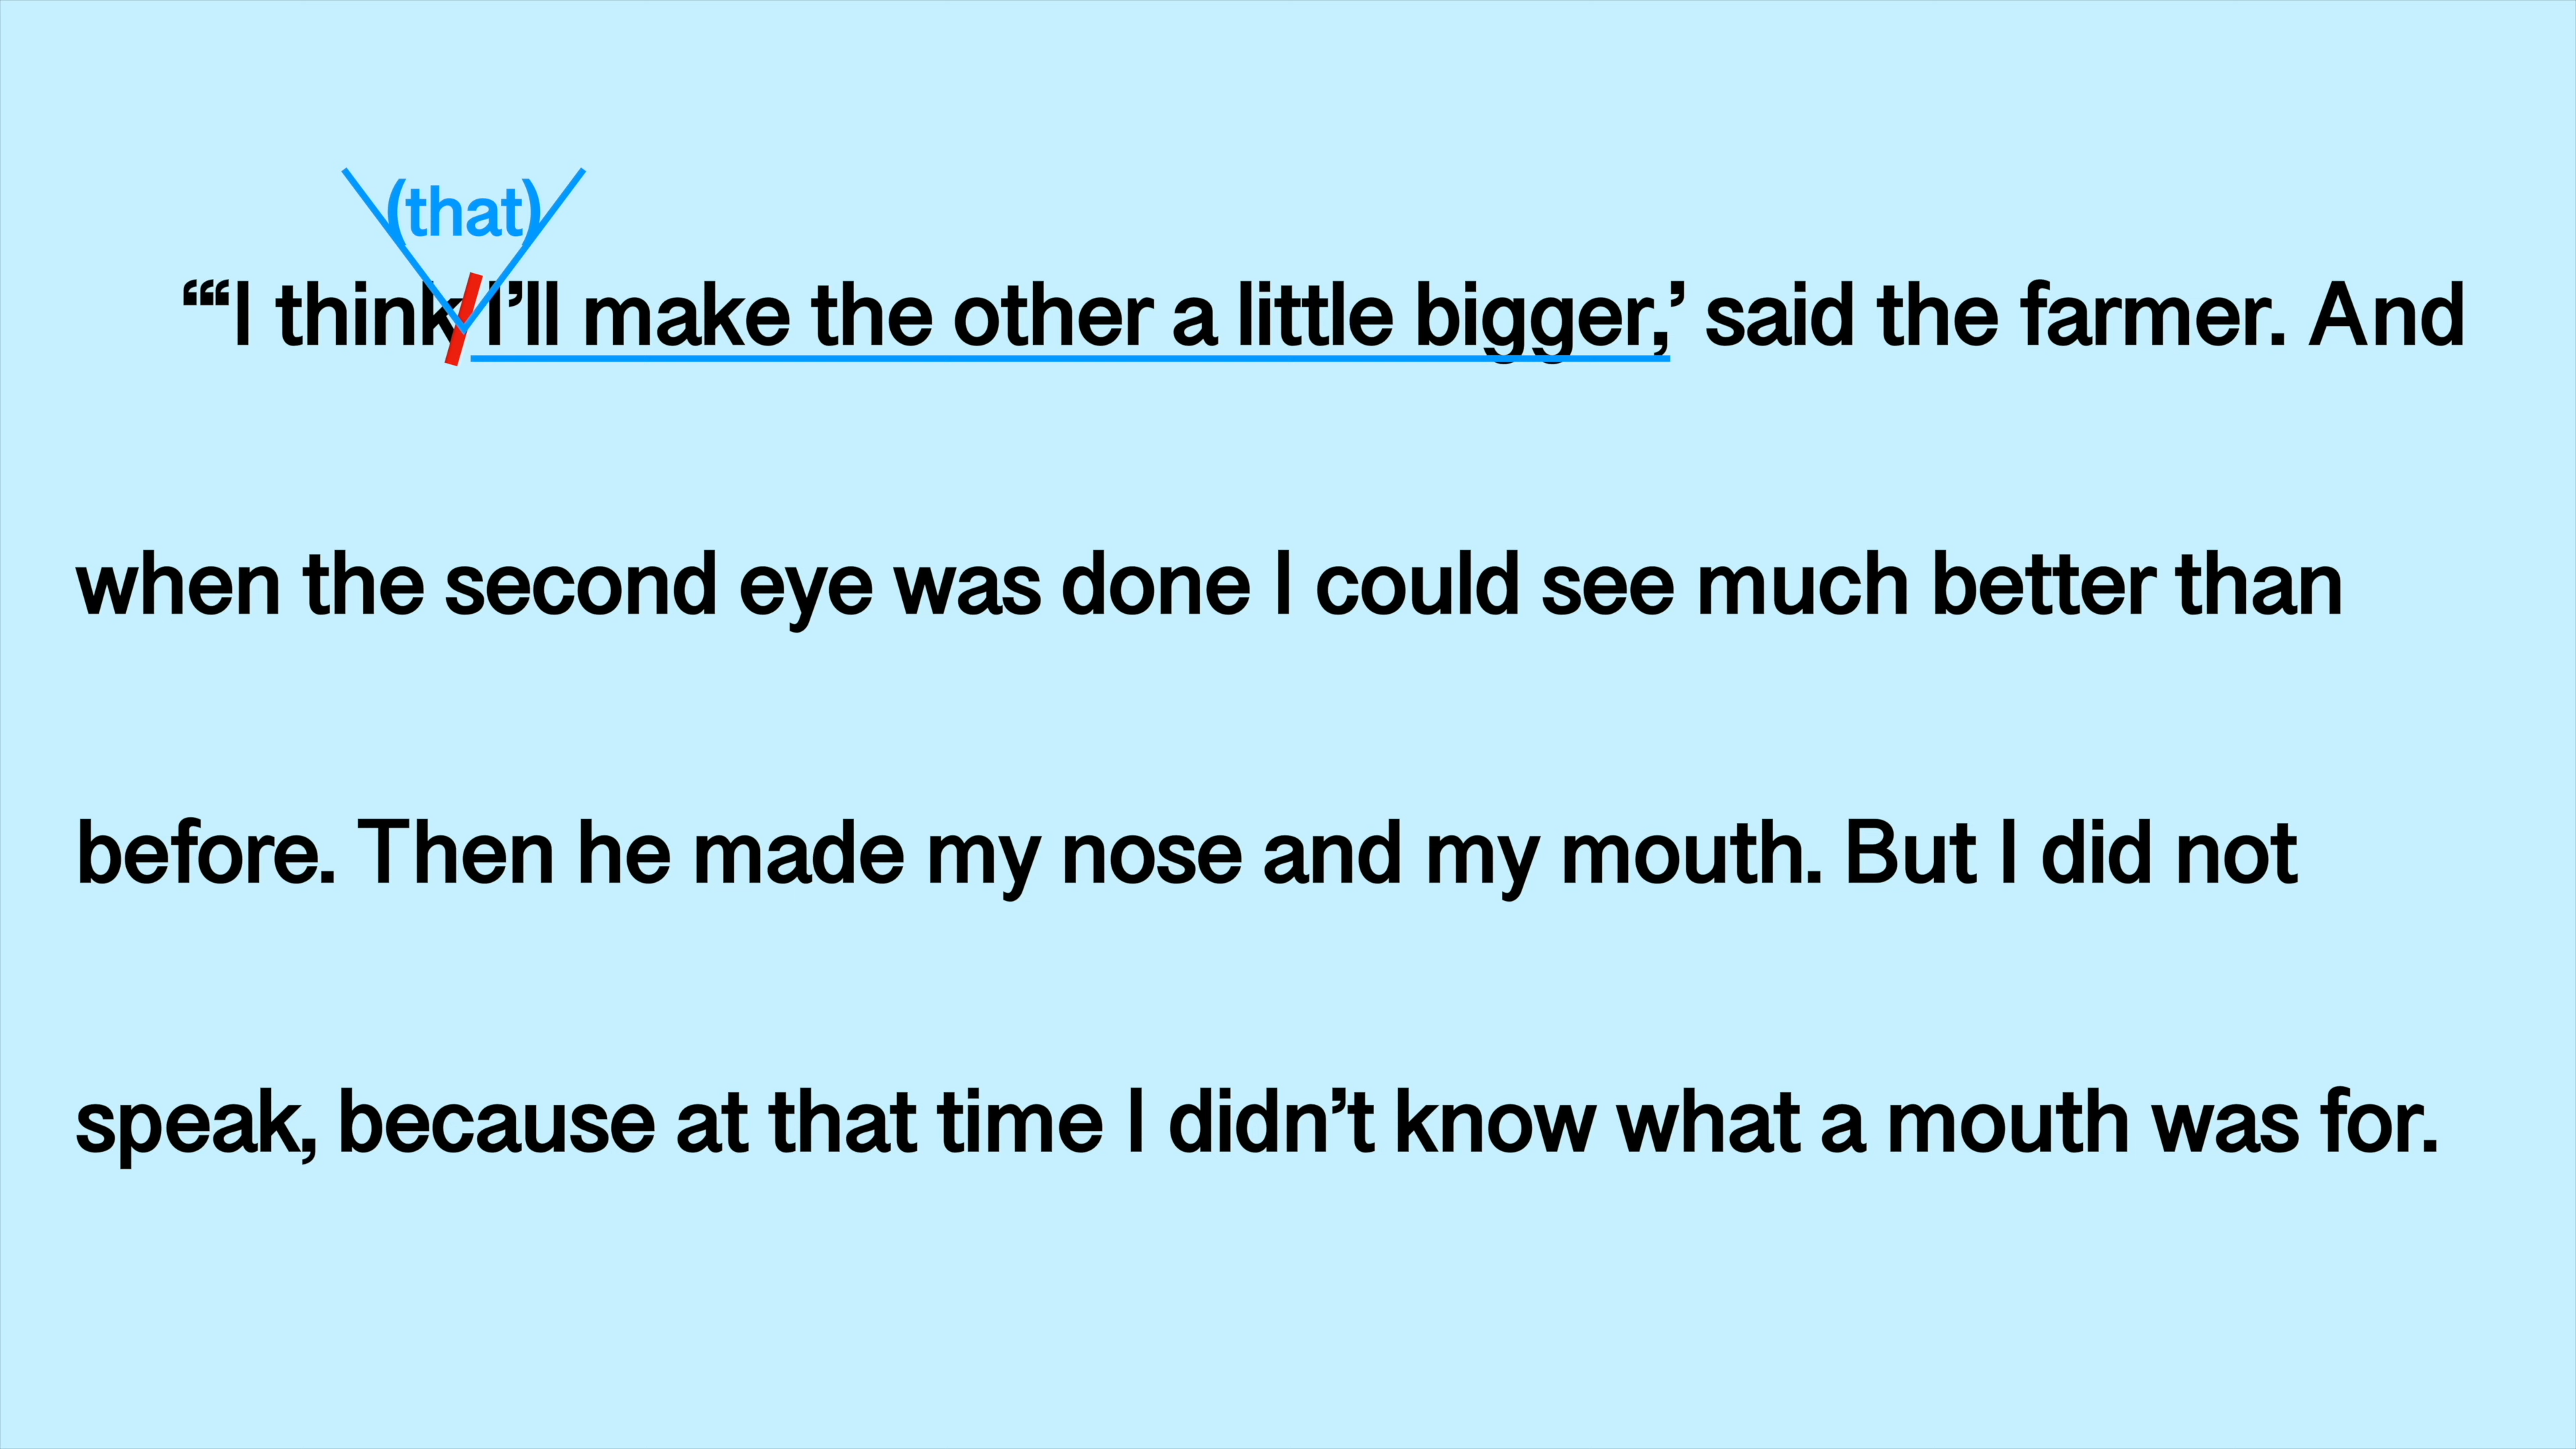 (that)
“‘I think I’ll make the other a little bigger,’ said the farmer. And
when the second eye was done I could see much better than
before. Then he made my nose and my mouth. But I did not
speak, because at that time I didn’t know what a mouth was for.